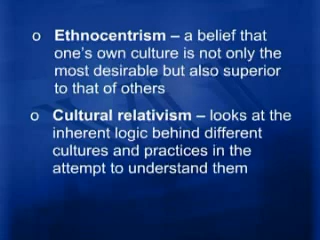 o Ethnocentrism – a belief that
one's own culture is not only the
most desirable but also superior
to that of others
o Cultural relativism – looks at the
inherent logic behind different
cultures and practices in the
attempt to understand them